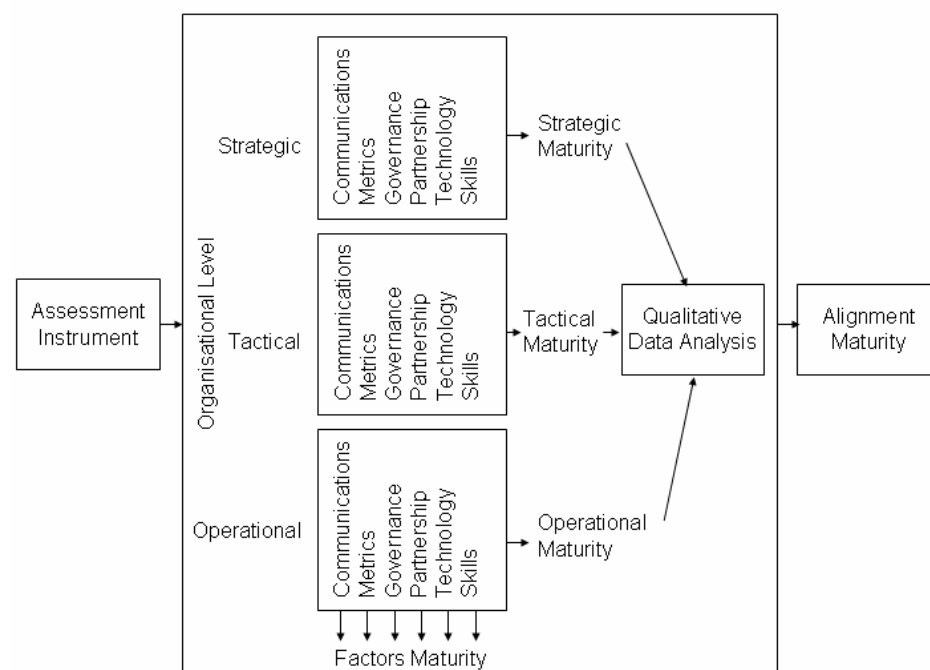 Assessment
Instrument
Organisational Level
Strategic
Communications
Metrics
Governance
Partnership
Technology
Skills
Strategic
Maturity
Tactical
Communications
Metrics
Governance
Partnership
Technology
Skills
Tactical
Maturity
Operational
Communications
Metrics
Governance
Partnership
Technology
Skills
Operational
Maturity
Factors Maturity
Qualitative
Data Analysis
Alignment
Maturity